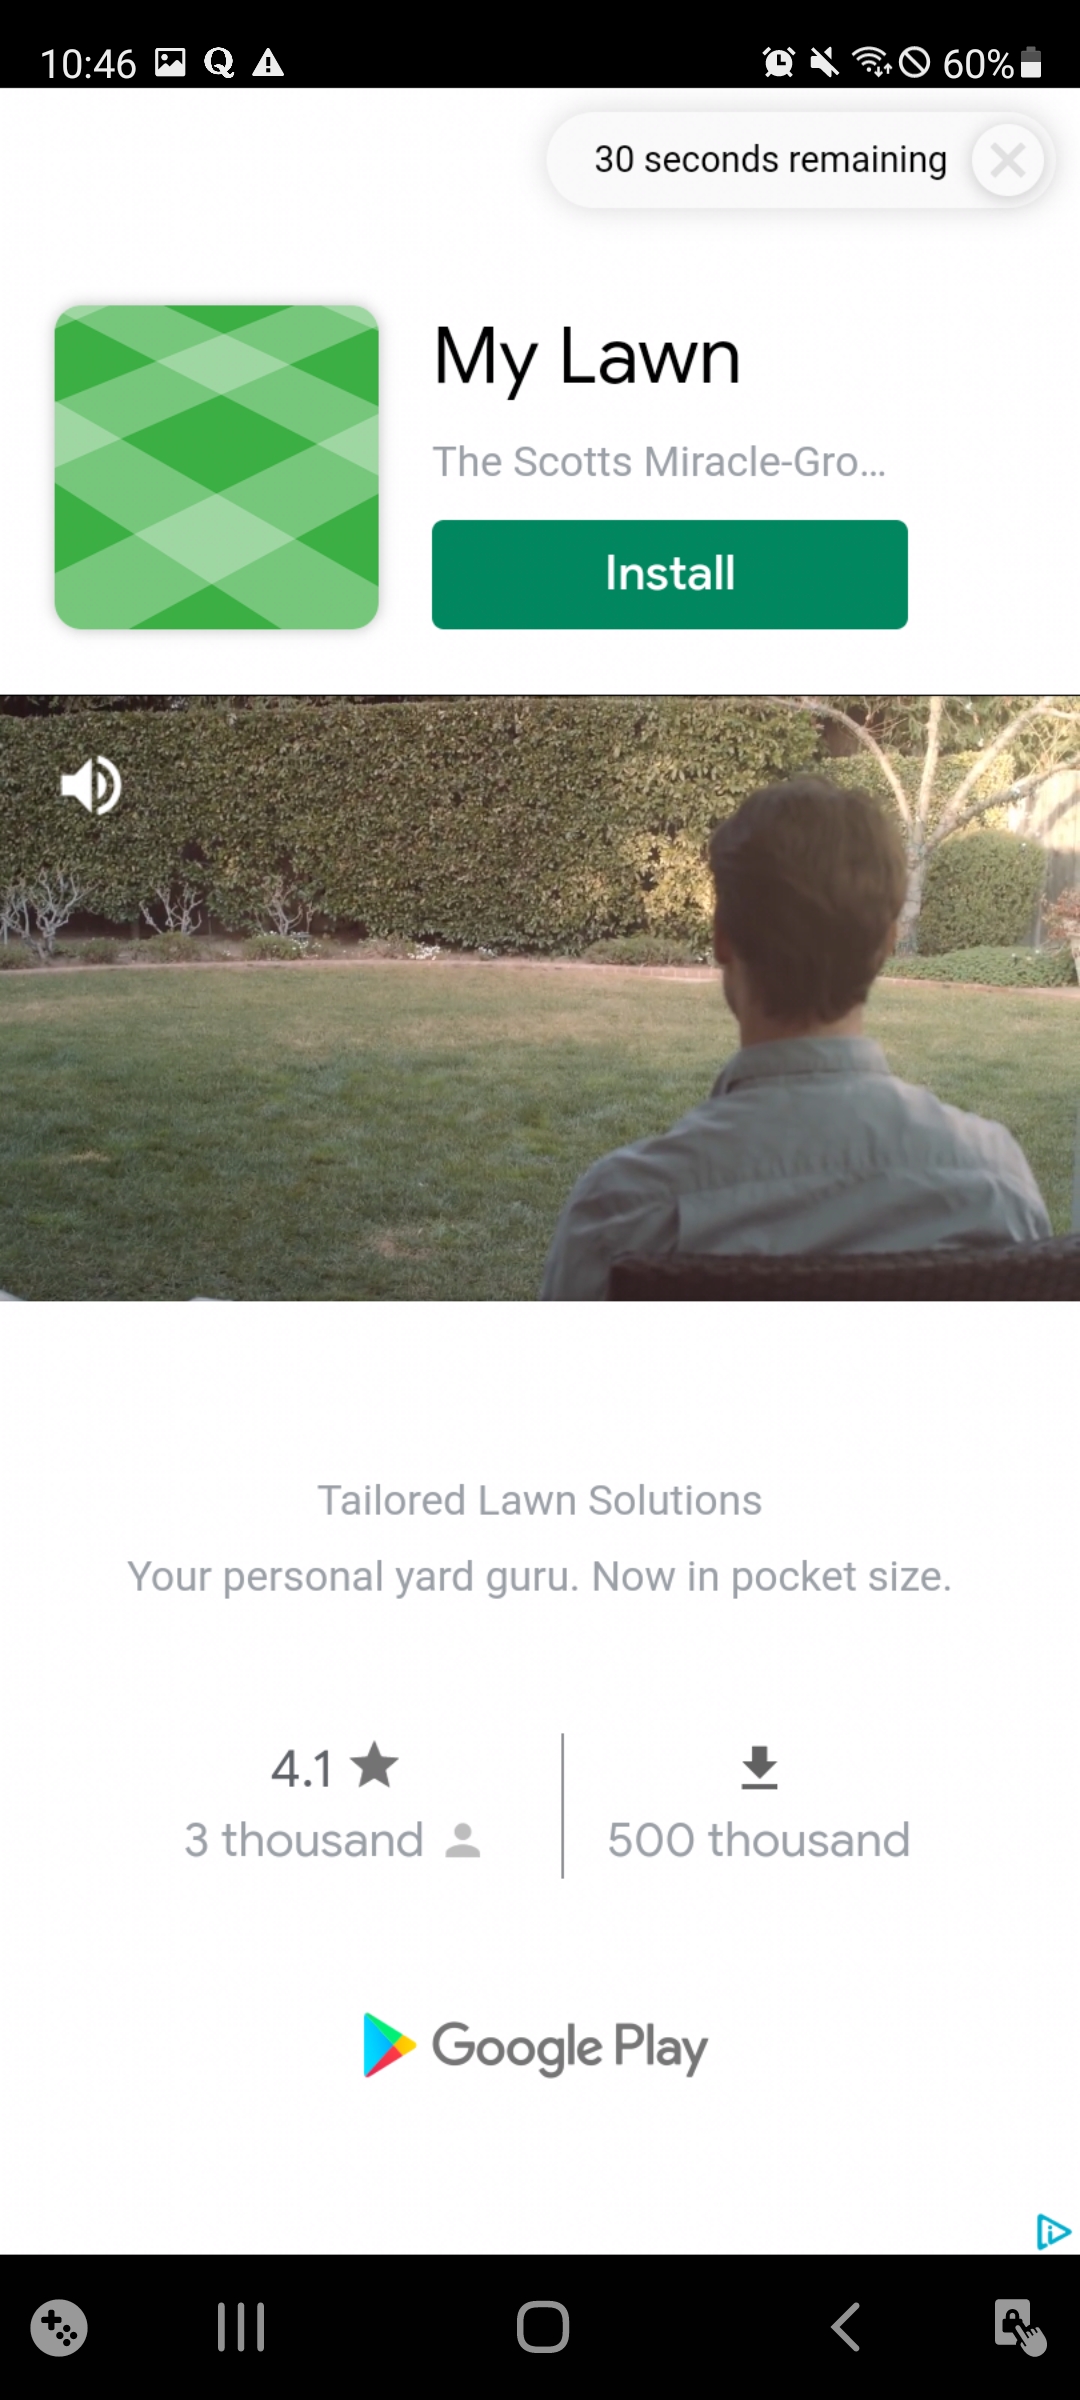 10:46
60%
30 seconds remaining
My Lawn
The Scotts Miracle-Gro...
Install
Tailored Lawn Solutions
Your personal yard guru. Now in pocket size.
4.1
3 thousand
500 thousand
Google Play